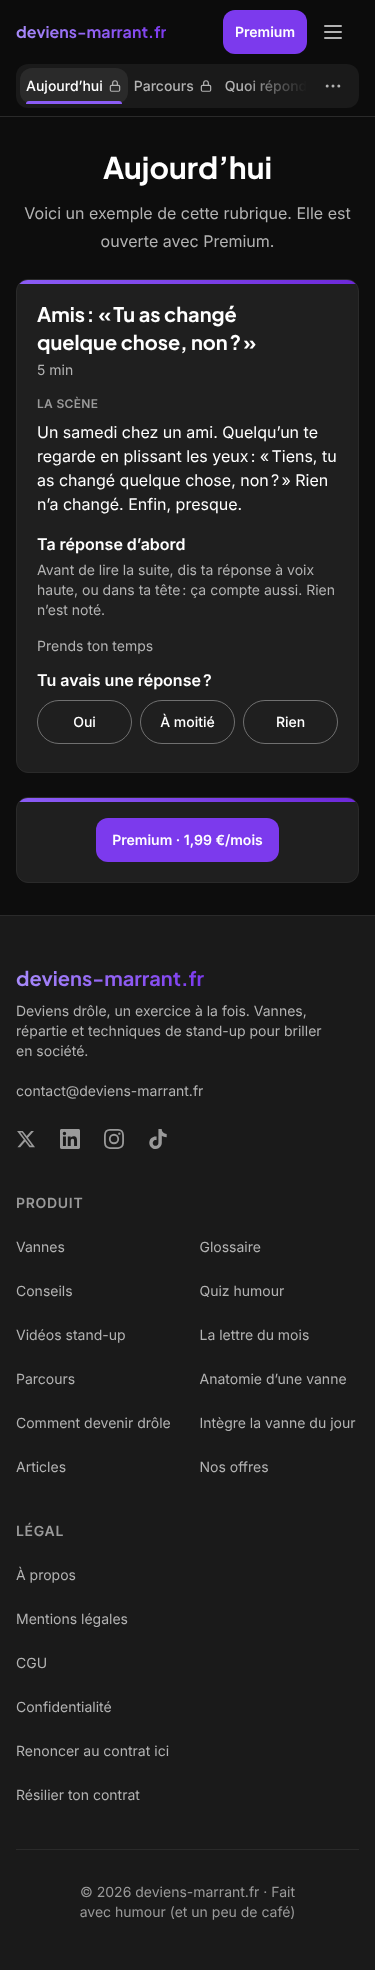 deviens-marrant.fr
Premium
Aujourd’hui
Parcours
Quoi répond
Aujourd’hui
Voici un exemple de cette rubrique. Elle est
ouverte avec Premium.
Amis : « Tu as changé
quelque chose, non ? »
5 min
LA SCÈNE
Un samedi chez un ami. Quelqu’un te
regarde en plissant les yeux : « Tiens, tu
as changé quelque chose, non ? » Rien
n’a changé. Enfin, presque.
Ta réponse d’abord
Avant de lire la suite, dis ta réponse à voix
haute, ou dans ta tête : ça compte aussi. Rien
n’est noté.
Prends ton temps
Tu avais une réponse ?
Oui
À moitié
Rien
Premium · 1,99 €/mois
deviens-marrant.fr
Deviens drôle, un exercice à la fois. Vannes,
répartie et techniques de stand-up pour briller
en société.
contact@deviens-marrant.fr
PRODUIT
Vannes
Glossaire
Conseils
Quiz humour
Vidéos stand-up
La lettre du mois
Parcours
Anatomie d’une vanne
Comment devenir drôle
Intègre la vanne du jour
Articles
Nos offres
LÉGAL
À propos
Mentions légales
CGU
Confidentialité
Renoncer au contrat ici
Résilier ton contrat
© 2026 deviens-marrant.fr · Fait
avec humour (et un peu de café)